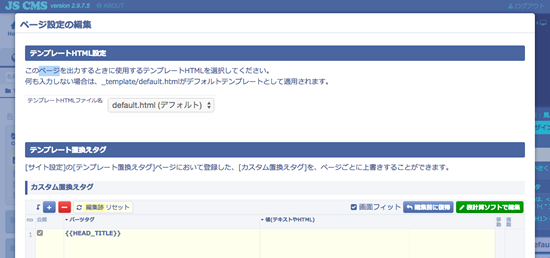 JS CMS version 2.9.7.5 ABOUT ログアウト
ページ設定の編集
テンプレートHTML設定
このページを出力するときに使用するテンプレートHTMLを選択してください。
何も入力しない場合は、_template/default.htmlがデフォルトテンプレートとして適用されます。
テンプレートHTMLファイル名 default.html (デフォルト)
テンプレート置換えタグ
[サイト設定]の[テンプレート置換えタグ]ページにおいて登録した、[カスタム置換えタグ]を、ページごとに上書きすることができます。
カスタム置換えタグ
リセット 画面フィット 編集前に復帰 表計算ソフトで編集
no 公開 パーツタグ 値(テキストやHTML) 移動 削除
1 {{HEAD_TITLE}}